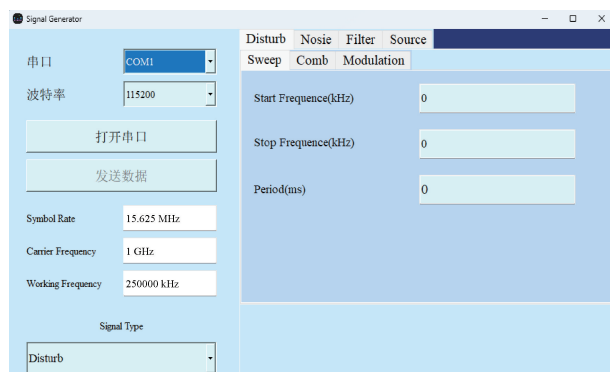 Signal Generator
Disturb Nosie Filter Source
Sweep Comb Modulation
串口 COM1
波特率 115200
打开串口
发送数据
Start Frequence(kHz) 0
Stop Frequence(kHz) 0
Period(ms) 0
Symbol Rate 15.625 MHz
Carrier Frequency 1 GHz
Working Frequency 250000 kHz
Signal Type
Disturb